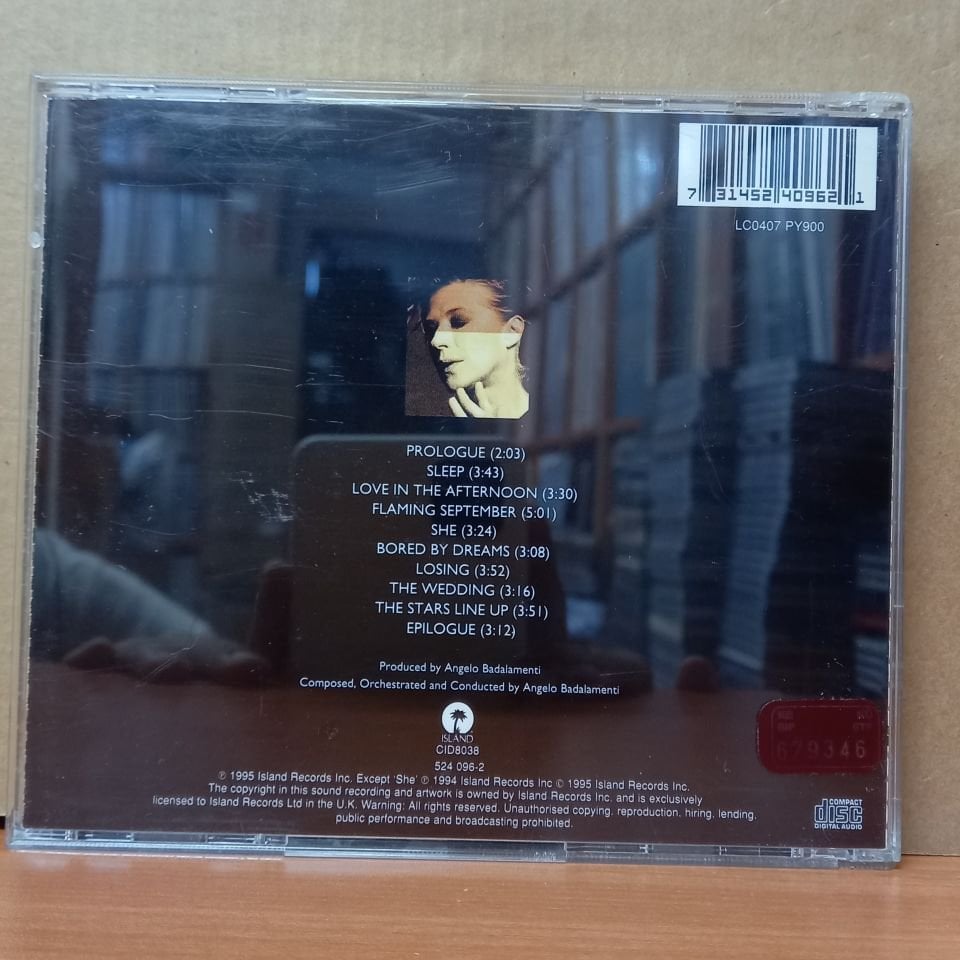 7 31452 40962 1
LC0407 PY900
PROLOGUE (2:03)
SLEEP (3:43)
LOVE IN THE AFTERNOON (3:30)
FLAMING SEPTEMBER (5:01)
SHE (3:24)
BORED BY DREAMS (3:08)
LOSING (3:52)
THE WEDDING (3:16)
THE STARS LINE UP (3:51)
EPILOGUE (3:12)
Produced by Angelo Badalamenti
Composed, Orchestrated and Conducted by Angelo Badalamenti
ISLAND
CID8038
524 096-2
℗ 1995 Island Records Inc. Except 'She' ℗ 1994 Island Records Inc © 1995 Island Records Inc.
The copyright in this sound recording and artwork is owned by Island Records Inc. and is exclusively
licensed to Island Records Ltd in the U.K. Warning: All rights reserved. Unauthorised copying, reproduction, hiring, lending,
public performance and broadcasting prohibited.
679346
COMPACT
disc
DIGITAL AUDIO